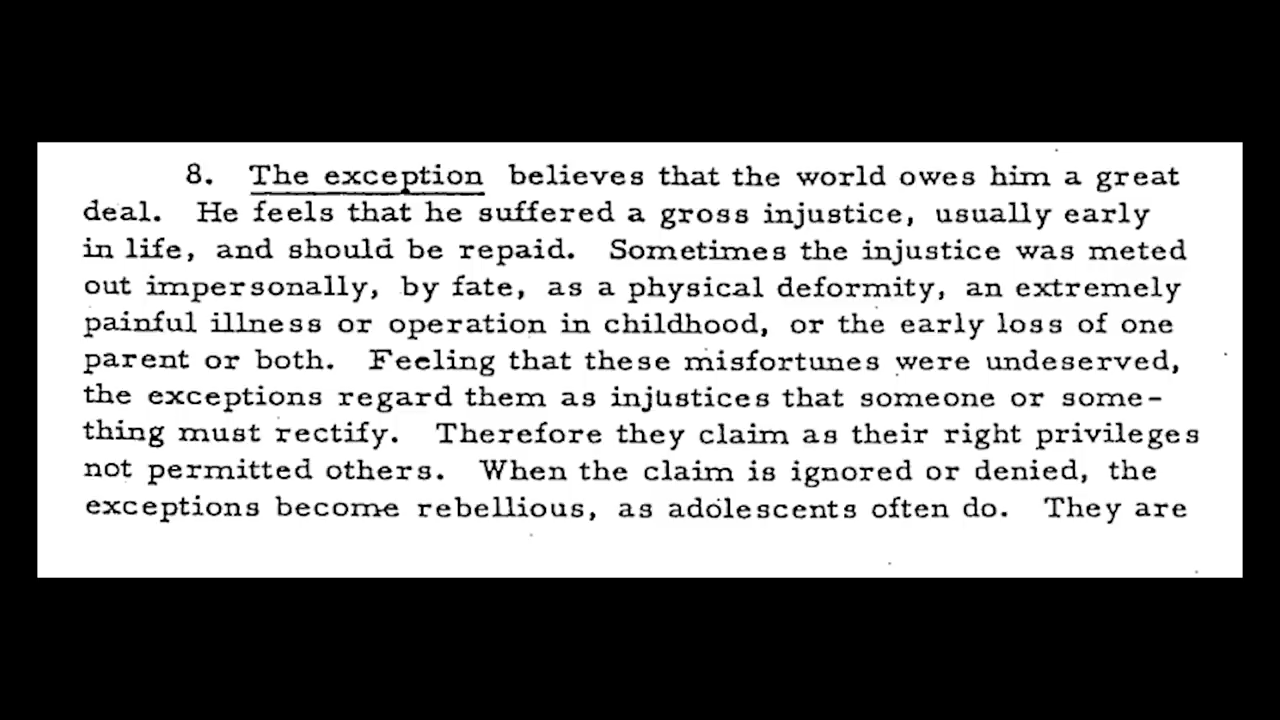 8. The exception believes that the world owes him a great
deal. He feels that he suffered a gross injustice, usually early
in life, and should be repaid. Sometimes the injustice was meted
out impersonally, by fate, as a physical deformity, an extremely
painful illness or operation in childhood, or the early loss of one
parent or both. Feeling that these misfortunes were undeserved,
the exceptions regard them as injustices that someone or some-
thing must rectify. Therefore they claim as their right privileges
not permitted others. When the claim is ignored or denied, the
exceptions become rebellious, as adolescents often do. They are